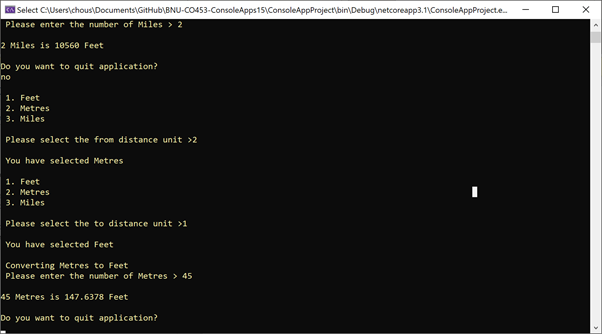 Select C:\Users\chous\Documents\GitHub\BNU-CO453-ConsoleApps15\ConsoleAppProject\bin\Debug\netcoreapp3.1\ConsoleAppProject.e...
Please enter the number of Miles > 2
2 Miles is 10560 Feet
Do you want to quit application?
no
1. Feet
2. Metres
3. Miles
Please select the from distance unit >2
You have selected Metres
1. Feet
2. Metres
3. Miles
Please select the to distance unit >1
You have selected Feet
Converting Metres to Feet
Please enter the number of Metres > 45
45 Metres is 147.6378 Feet
Do you want to quit application?